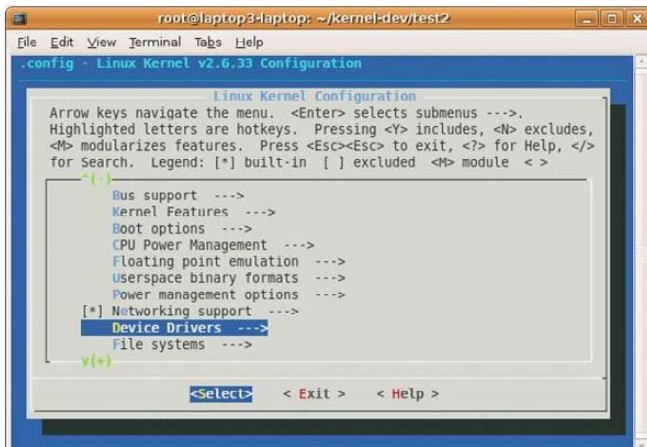 root@laptop3-laptop: ~/kernel-dev/test2
File Edit View Terminal Tabs Help
.config - Linux Kernel v2.6.33 Configuration
Linux Kernel Configuration
Arrow keys navigate the menu. <Enter> selects submenus --->.
Highlighted letters are hotkeys. Pressing <Y> includes, <N> excludes,
<M> modularizes features. Press <Esc><Esc> to exit, <?> for Help, </>
for Search. Legend: [*] built-in [ ] excluded <M> module < >
^(-)
Bus support --->
Kernel Features --->
Boot options --->
CPU Power Management --->
Floating point emulation --->
Userspace binary formats --->
Power management options --->
[*] Networking support --->
Device Drivers --->
File systems --->
v(+)
<Select> < Exit > < Help >